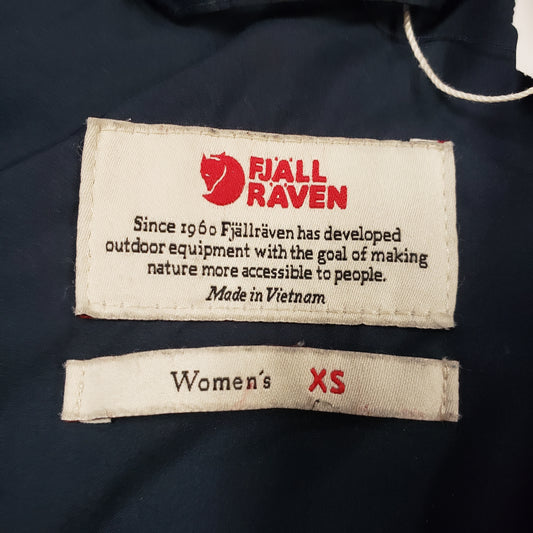 FJÄLL
RÄVEN
Since 1960 Fjällräven has developed
outdoor equipment with the goal of making
nature more accessible to people.
Made in Vietnam
Women's XS